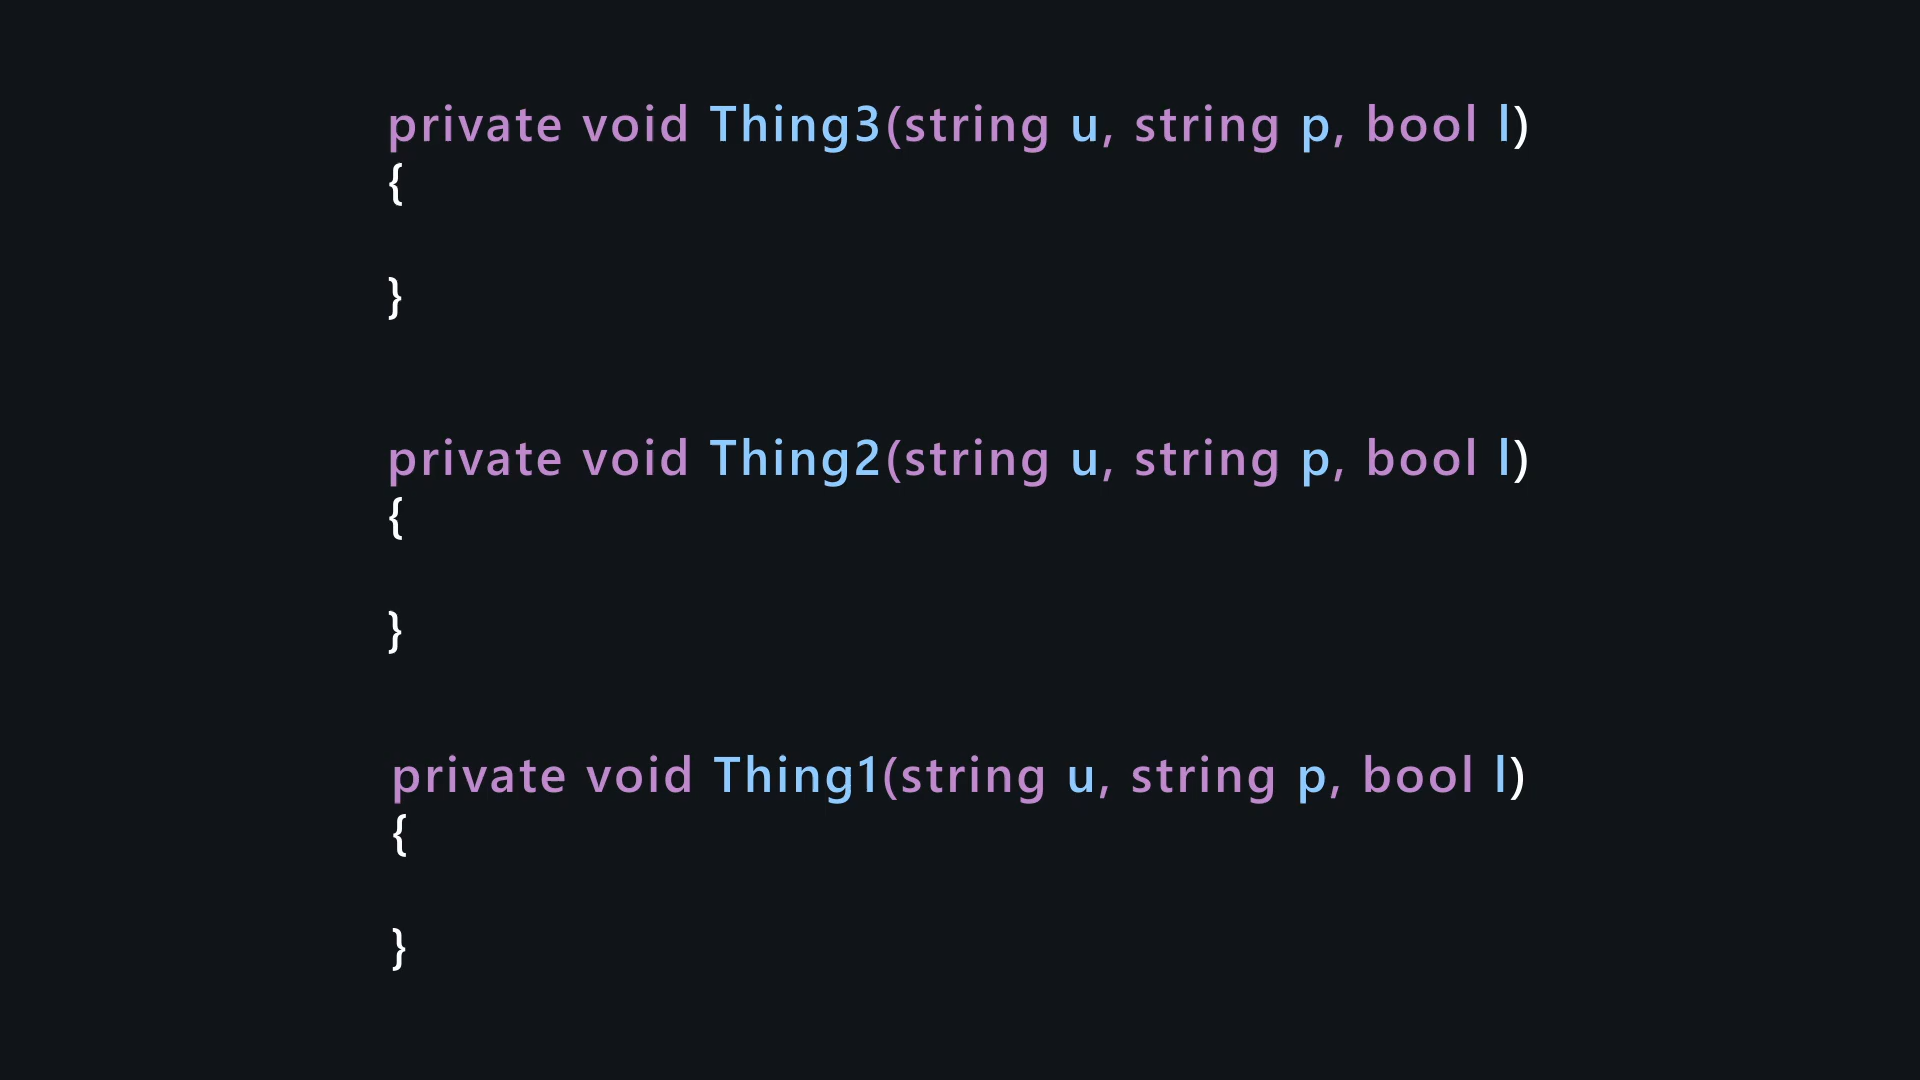 private void Thing3(string u, string p, bool l)
{
}
private void Thing2(string u, string p, bool l)
{
}
private void Thing1(string u, string p, bool l)
{
}